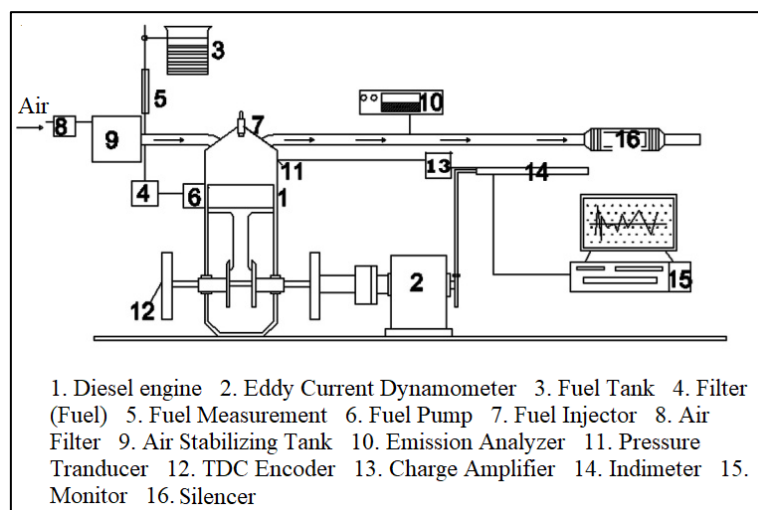 3
5
Air
8
9
7
10
16
11
13
14
4
6
1
2
15
12
1. Diesel engine 2. Eddy Current Dynamometer 3. Fuel Tank 4. Filter
(Fuel) 5. Fuel Measurement 6. Fuel Pump 7. Fuel Injector 8. Air
Filter 9. Air Stabilizing Tank 10. Emission Analyzer 11. Pressure
Tranducer 12. TDC Encoder 13. Charge Amplifier 14. Indimeter 15.
Monitor 16. Silencer